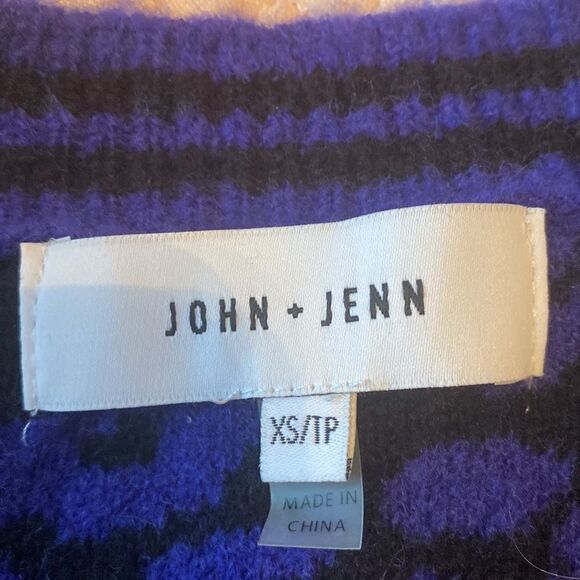 JOHN + JENN
XS/TP
MADE IN
CHINA